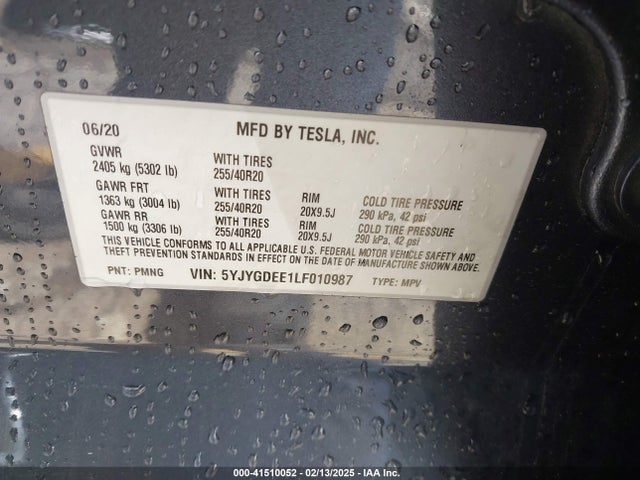 06/20 MFD BY TESLA, INC.
GVWR WITH TIRES
2405 kg (5302 lb) 255/40R20
GAWR FRT WITH TIRES RIM COLD TIRE PRESSURE
1363 kg (3004 lb) 255/40R20 20X9.5J 290 kPa, 42 psi
GAWR RR WITH TIRES RIM COLD TIRE PRESSURE
1500 kg (3306 lb) 255/40R20 20X9.5J 290 kPa, 42 psi
THIS VEHICLE CONFORMS TO ALL APPLICABLE U.S. FEDERAL MOTOR VEHICLE SAFETY AND
THEFT PREVENTION STANDARDS IN EFFECT ON THE DATE OF MANUFACTURE SHOWN ABOVE.
PNT: PMNG VIN: 5YJYGDEE1LF010987 TYPE: MPV
000-41510052 - 02/13/2025 - IAA Inc.